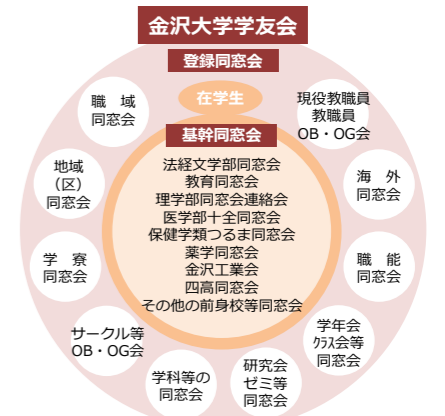 金沢大学学友会
登録同窓会
在学生
基幹同窓会
法経文学部同窓会
教育同窓会
理学部同窓会連絡会
医学部十全同窓会
保健学類つるま同窓会
薬学同窓会
金沢工業会
四高同窓会
その他の前身校等同窓会
現役教職員
教職員
OB・OG会
海 外
同窓会
職 能
同窓会
学年会
クラス会等
同窓会
研究会
ゼミ等
同窓会
学科等の
同窓会
サークル等
OB・OG会
学 寮
同窓会
地域
（区）
同窓会
職 域
同窓会